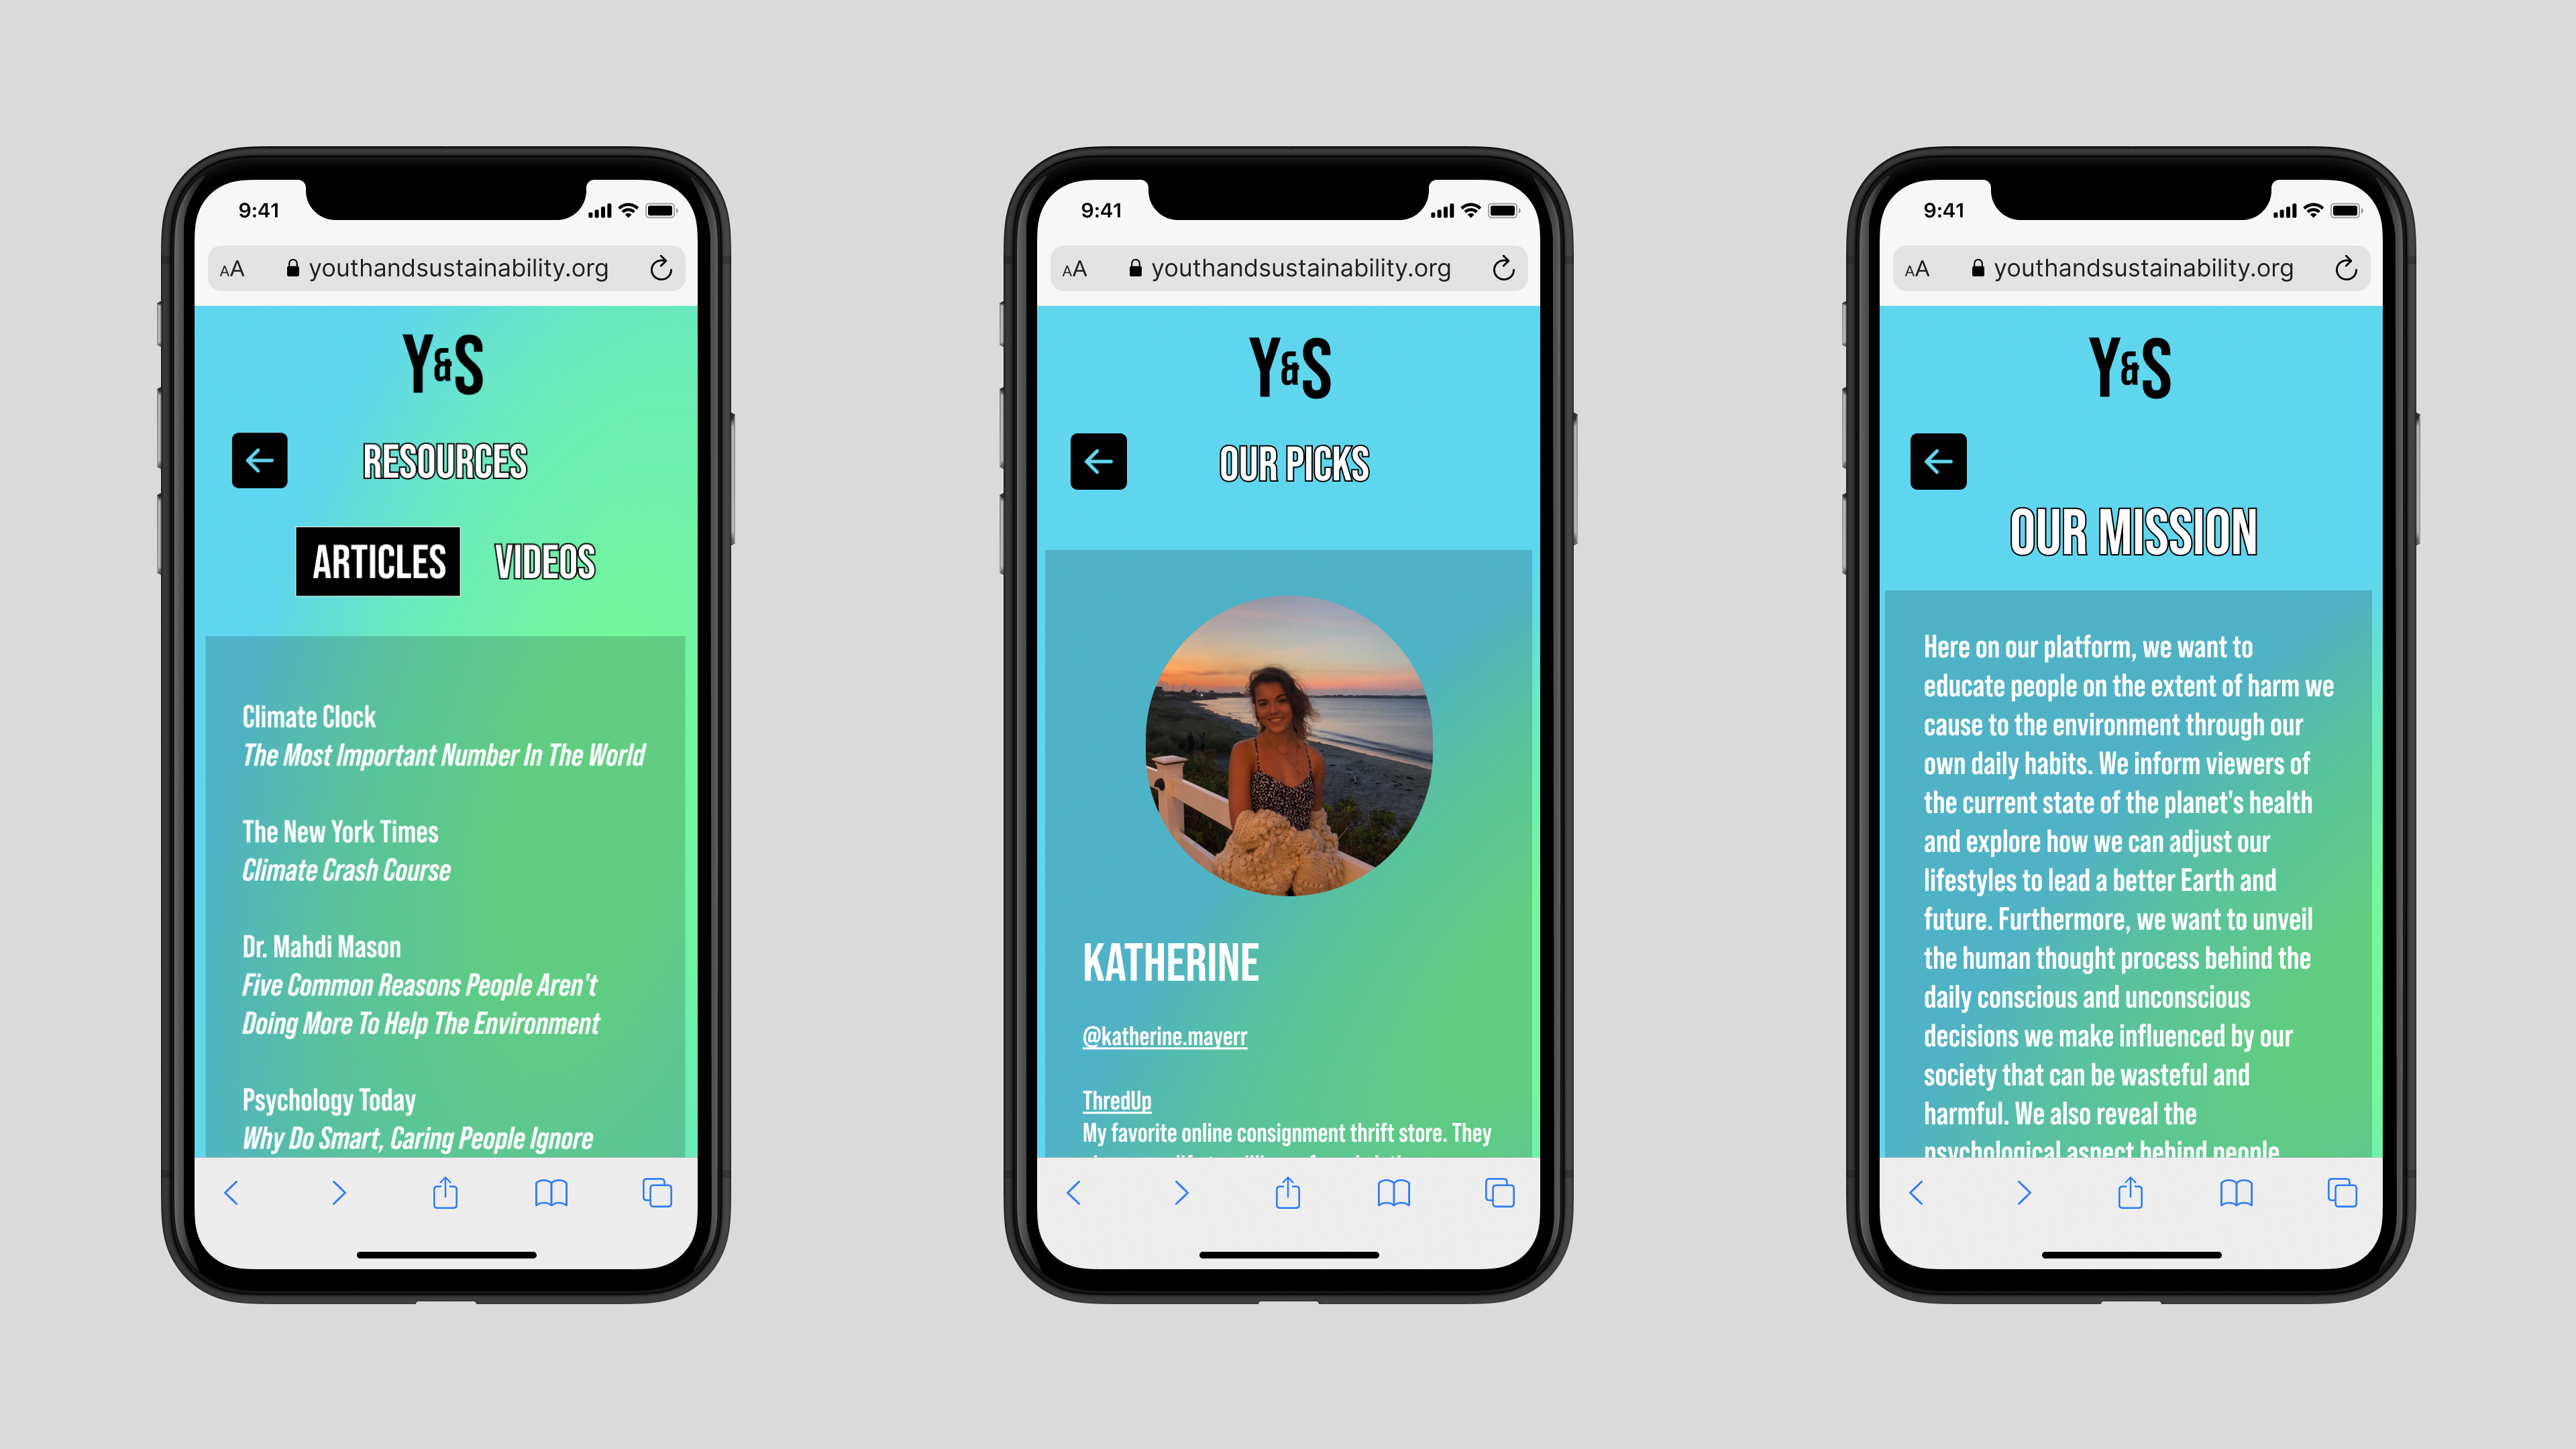 9:41
AA youthandsustainability.org
Y&S
RESOURCES
ARTICLES VIDEOS
Climate Clock
The Most Important Number In The World
The New York Times
Climate Crash Course
Dr. Mahdi Mason
Five Common Reasons People Aren't
Doing More To Help The Environment
Psychology Today
Why Do Smart, Caring People Ignore
9:41
AA youthandsustainability.org
Y&S
OUR PICKS
KATHERINE
@katherine.mayerr
ThredUp
My favorite online consignment thrift store. They
9:41
AA youthandsustainability.org
Y&S
OUR MISSION
Here on our platform, we want to
educate people on the extent of harm we
cause to the environment through our
own daily habits. We inform viewers of
the current state of the planet's health
and explore how we can adjust our
lifestyles to lead a better Earth and
future. Furthermore, we want to unveil
the human thought process behind the
daily conscious and unconscious
decisions we make influenced by our
society that can be wasteful and
harmful. We also reveal the
psychological aspect behind people